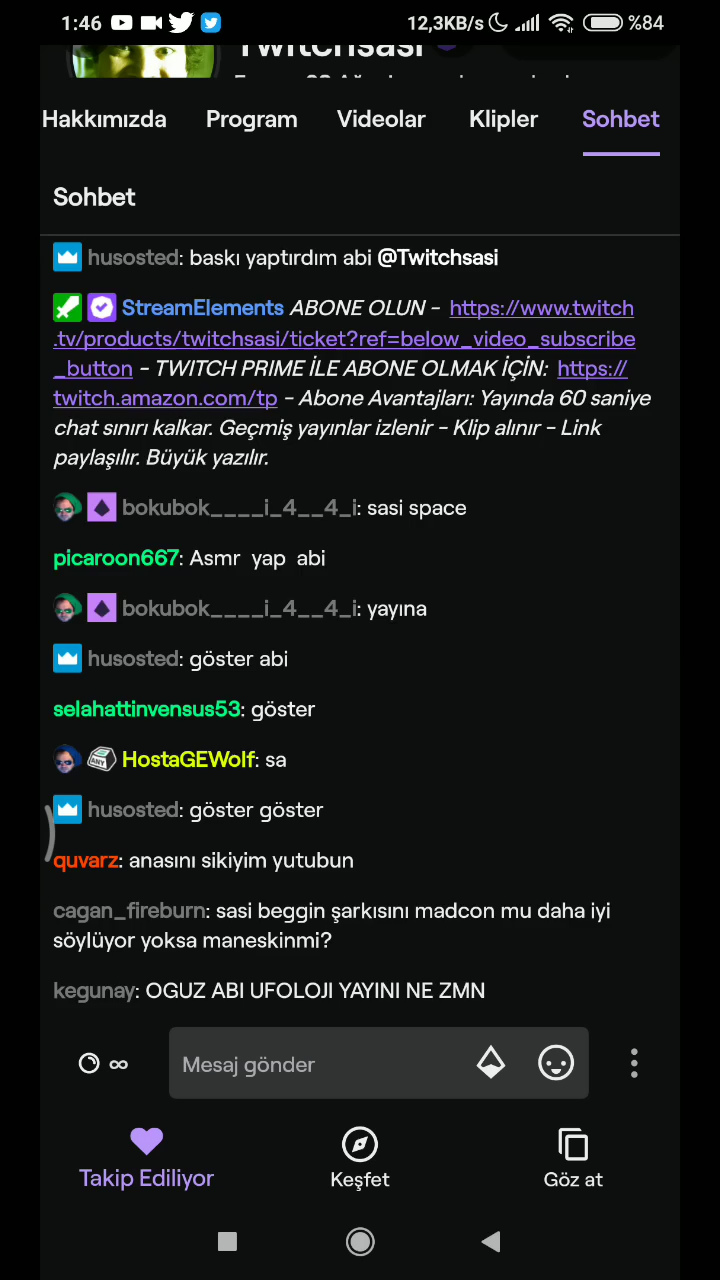 1:46 12,3KB/s %84
Twitchsasi
Hakkımızda Program Videolar Klipler Sohbet
Sohbet
husosted: baskı yaptırdım abi @Twitchsasi
StreamElements ABONE OLUN - https://www.twitch
.tv/products/twitchsasi/ticket?ref=below_video_subscribe
_button - TWITCH PRIME İLE ABONE OLMAK İÇİN: https://
twitch.amazon.com/tp - Abone Avantajları: Yayında 60 saniye
chat sınırı kalkar. Geçmiş yayınlar izlenir - Klip alınır - Link
paylaşılır. Büyük yazılır.
bokubok____i_4__4_i: sasi space
picaroon667: Asmr yap abi
bokubok____i_4__4_i: yayına
husosted: göster abi
selahattinvensus53: göster
ANY HostaGEWolf: sa
husosted: göster göster
quvarz: anasını sikiyim yutubun
cagan_fireburn: sasi beggin şarkısını madcon mu daha iyi
söylüyor yoksa maneskinmi?
kegunay: OGUZ ABI UFOLOJI YAYINI NE ZMN
∞ Mesaj gönder
Takip Ediliyor Keşfet Göz at